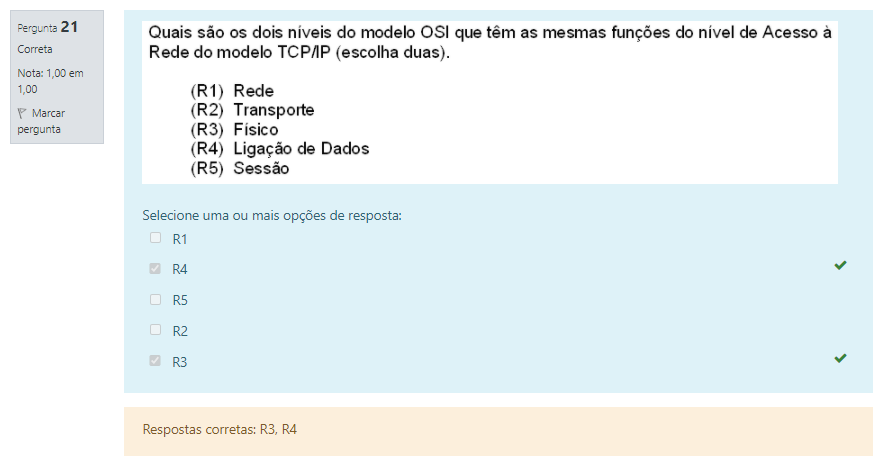 Pergunta 21
Correta
Nota: 1,00 em
1,00
Marcar
pergunta
Quais são os dois níveis do modelo OSI que têm as mesmas funções do nível de Acesso à
Rede do modelo TCP/IP (escolha duas).
(R1) Rede
(R2) Transporte
(R3) Físico
(R4) Ligação de Dados
(R5) Sessão
Selecione uma ou mais opções de resposta:
R1
R4
R5
R2
R3
Respostas corretas: R3, R4